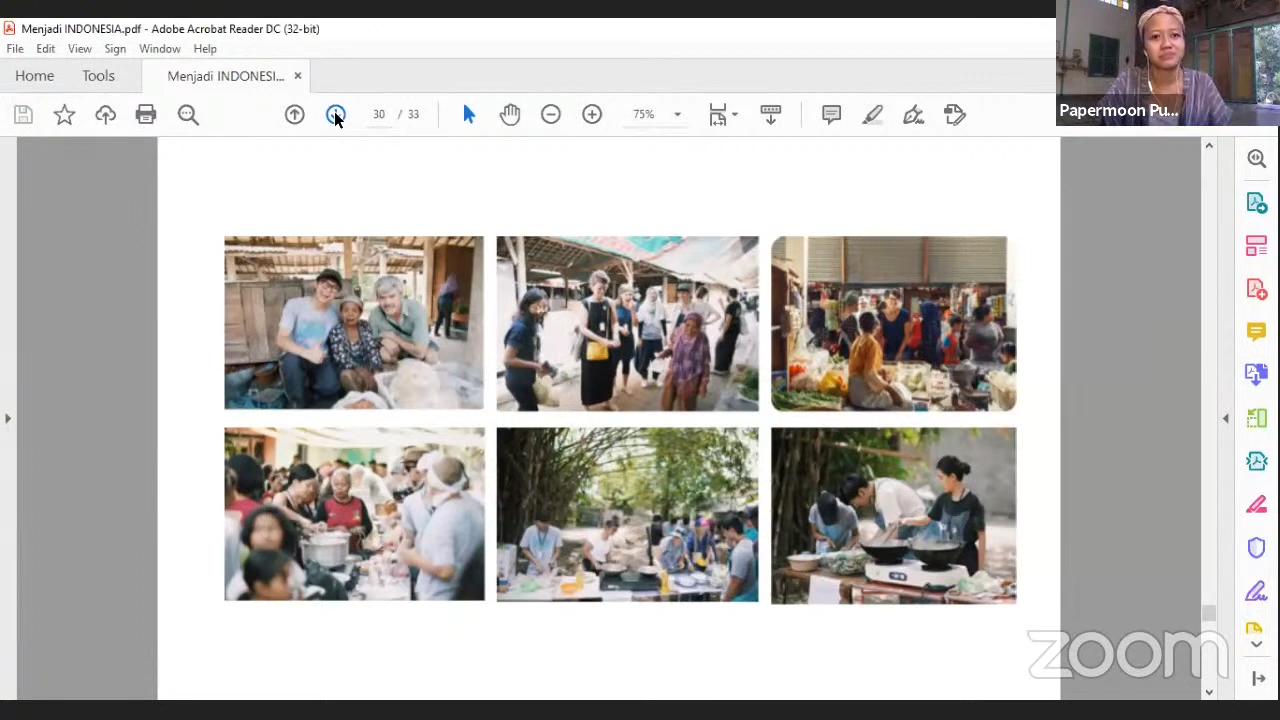 Menjadi INDONESIA.pdf - Adobe Acrobat Reader DC (32-bit)
File Edit View Sign Window Help
Home Tools Menjadi INDONESI... ×
30 / 33 75%
Papermoon Pu...
zoom